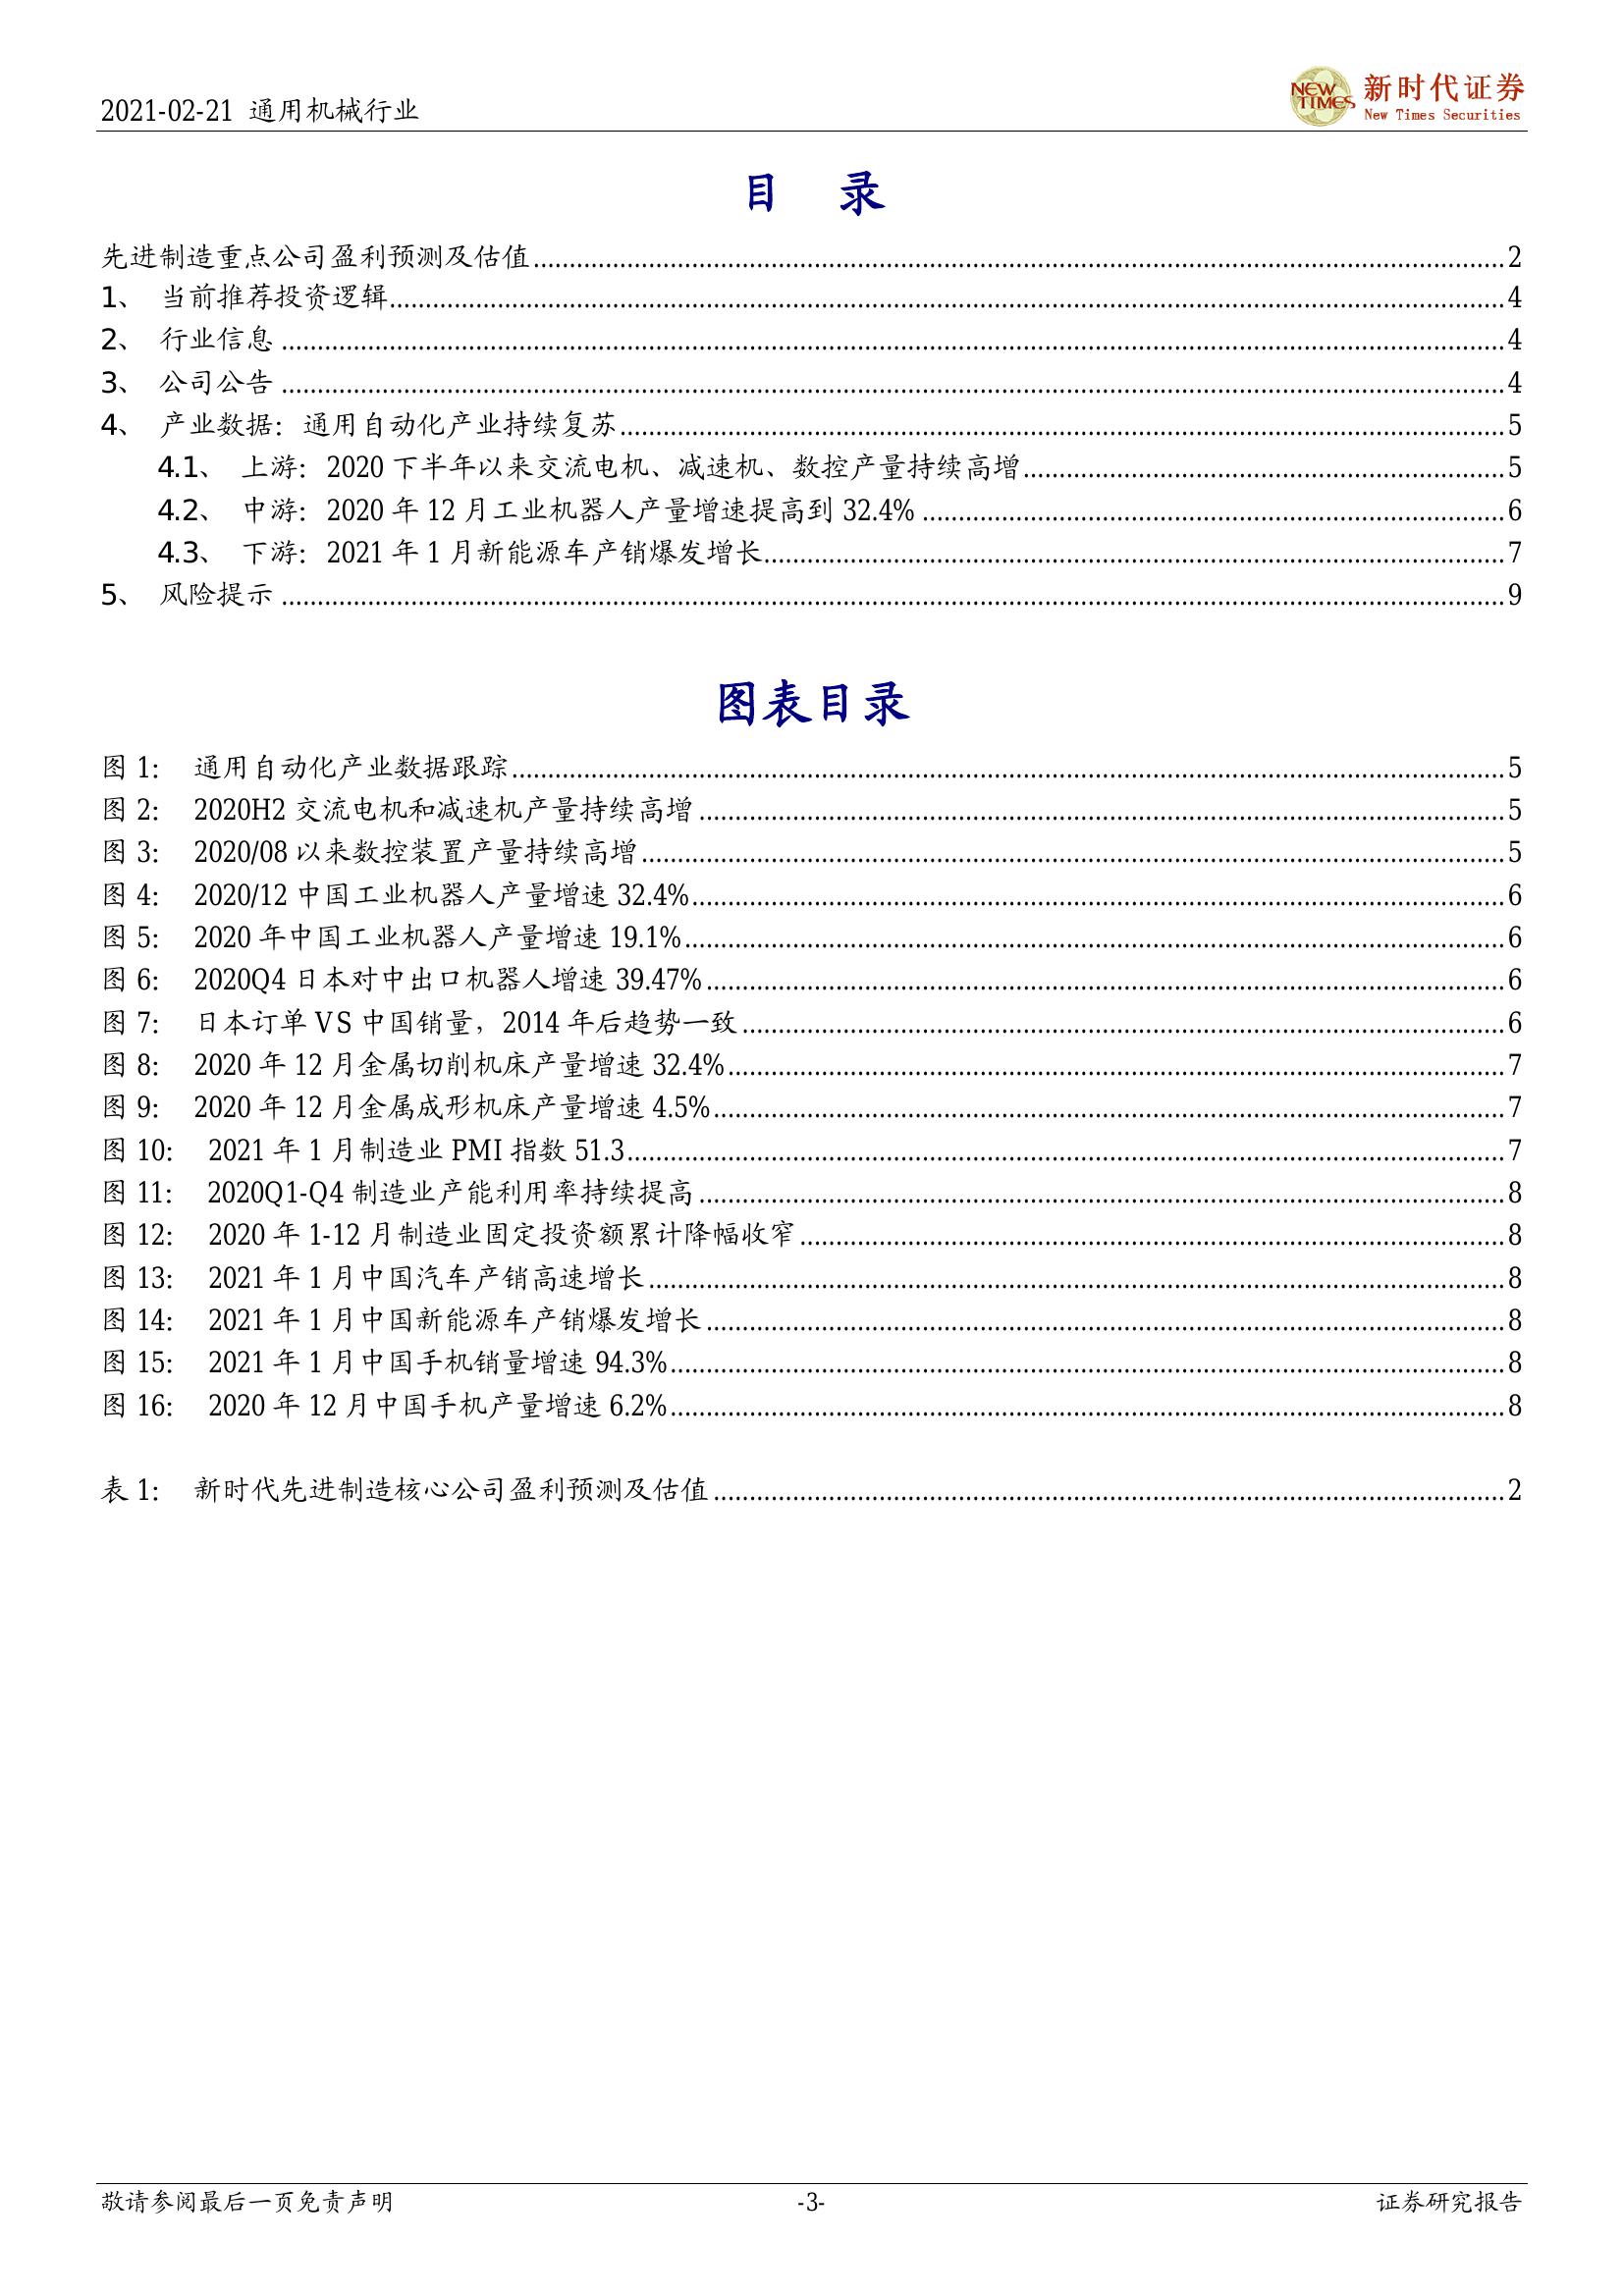 2021-02-21 通用机械行业
NEW TIMES 新时代证券
New Times Securities
目 录
先进制造重点公司盈利预测及估值 2
1、 当前推荐投资逻辑 4
2、 行业信息 4
3、 公司公告 4
4、 产业数据：通用自动化产业持续复苏 5
4.1、 上游：2020 下半年以来交流电机、减速机、数控产量持续高增 5
4.2、 中游：2020 年 12 月工业机器人产量增速提高到 32.4% 6
4.3、 下游：2021 年 1 月新能源车产销爆发增长 7
5、 风险提示 9
图表目录
图 1： 通用自动化产业数据跟踪 5
图 2： 2020H2 交流电机和减速机产量持续高增 5
图 3： 2020/08 以来数控装置产量持续高增 5
图 4： 2020/12 中国工业机器人产量增速 32.4% 6
图 5： 2020 年中国工业机器人产量增速 19.1% 6
图 6： 2020Q4 日本对中出口机器人增速 39.47% 6
图 7： 日本订单 VS 中国销量，2014 年后趋势一致 6
图 8： 2020 年 12 月金属切削机床产量增速 32.4% 7
图 9： 2020 年 12 月金属成形机床产量增速 4.5% 7
图 10： 2021 年 1 月制造业 PMI 指数 51.3 7
图 11： 2020Q1-Q4 制造业产能利用率持续提高 8
图 12： 2020 年 1-12 月制造业固定投资额累计降幅收窄 8
图 13： 2021 年 1 月中国汽车产销高速增长 8
图 14： 2021 年 1 月中国新能源车产销爆发增长 8
图 15： 2021 年 1 月中国手机销量增速 94.3% 8
图 16： 2020 年 12 月中国手机产量增速 6.2% 8
表 1： 新时代先进制造核心公司盈利预测及估值 2
敬请参阅最后一页免责声明 -3- 证券研究报告